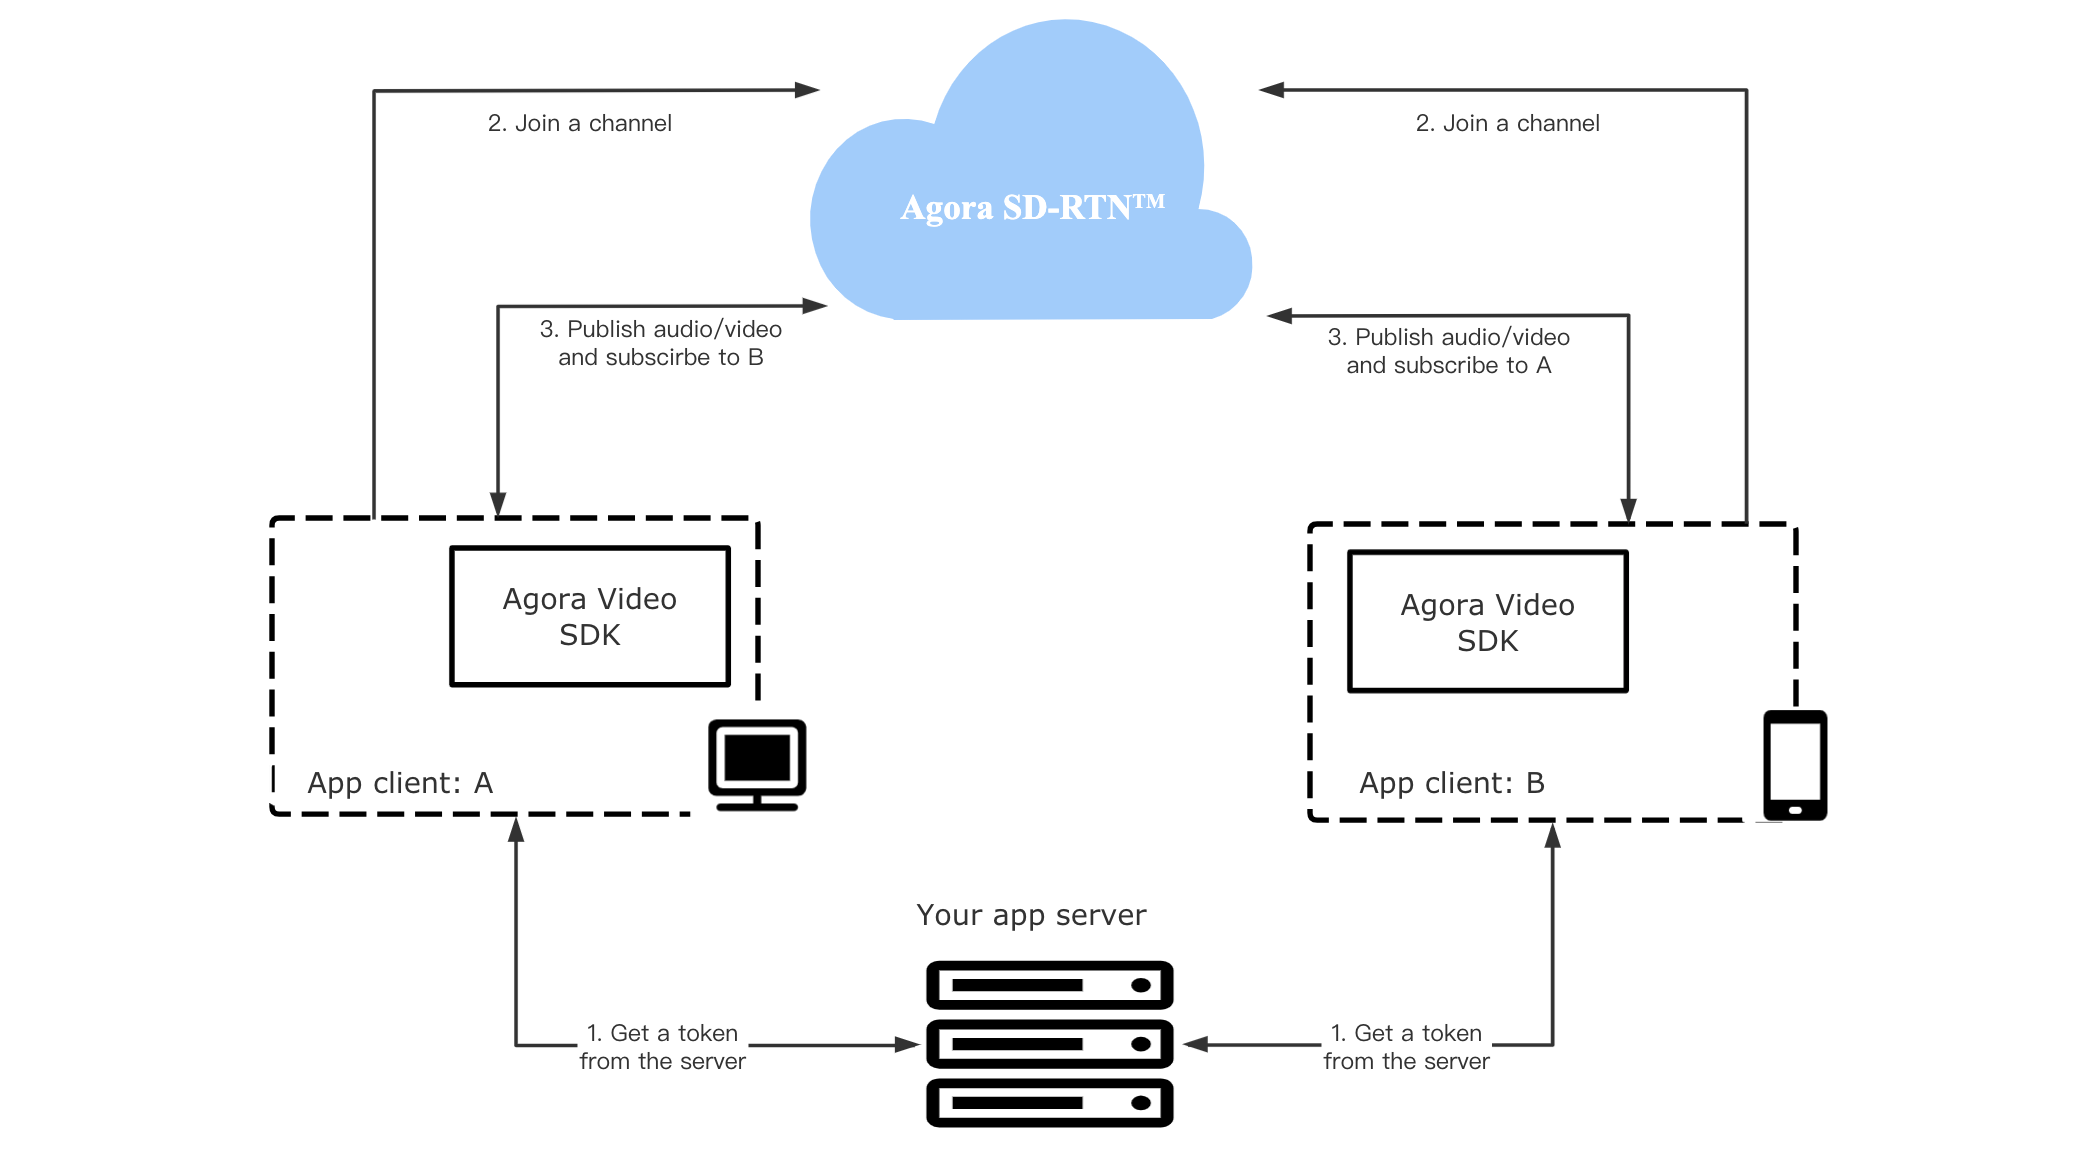 2. Join a channel
2. Join a channel
Agora SD-RTN™
3. Publish audio/video
and subscirbe to B
3. Publish audio/video
and subscribe to A
Agora Video
SDK
Agora Video
SDK
App client: A
App client: B
Your app server
1. Get a token
from the server
1. Get a token
from the server